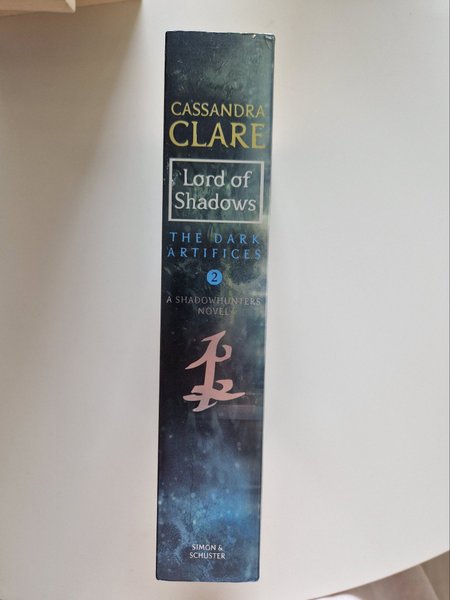 CASSANDRA
CLARE
Lord of
Shadows
THE DARK
ARTIFICES
2
A SHADOWHUNTERS
NOVEL
SIMON &
SCHUSTER